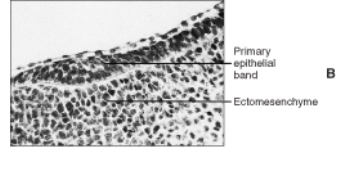 Primary
epithelial
band
B
Ectomesenchyme